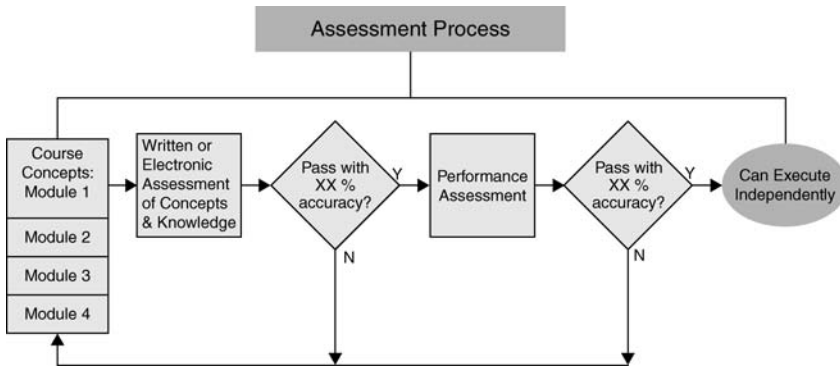 Assessment Process
Course
Concepts:
Module 1
Module 2
Module 3
Module 4
Written or
Electronic
Assessment
of Concepts
& Knowledge
Pass with
XX %
accuracy?
Y
N
Performance
Assessment
Pass with
XX %
accuracy?
Y
N
Can Execute
Independently